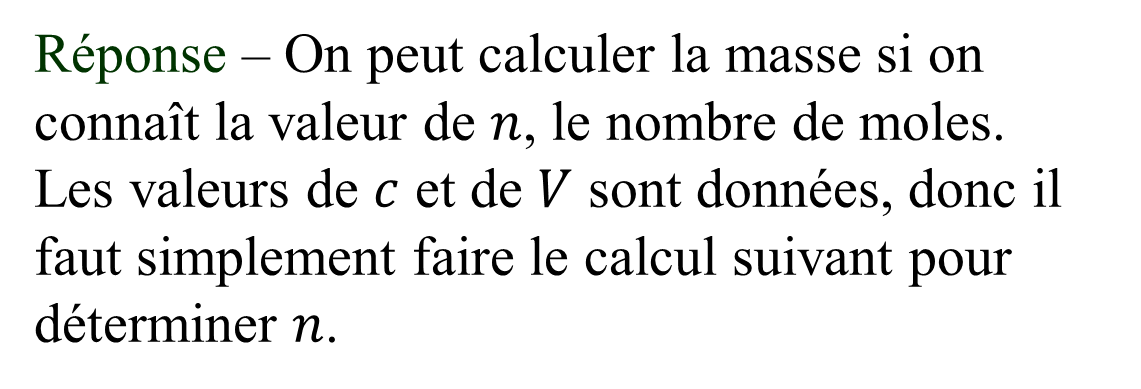 Réponse – On peut calculer la masse si on
connaît la valeur de n, le nombre de moles.
Les valeurs de c et de V sont données, donc il
faut simplement faire le calcul suivant pour
déterminer n.